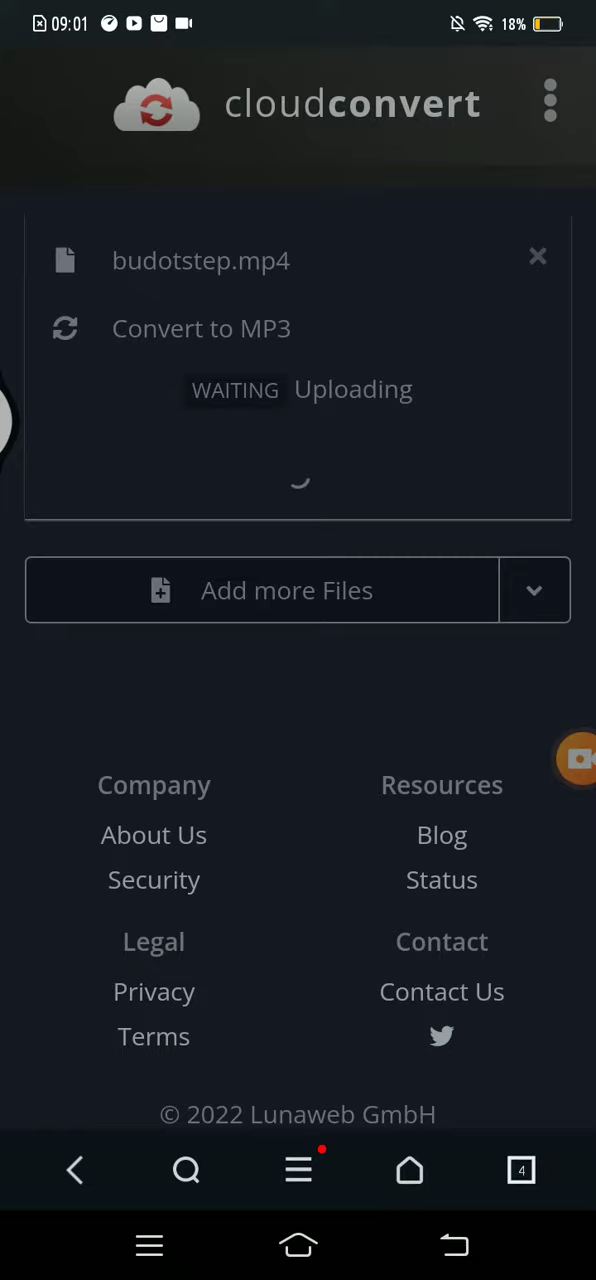 09:01
18%
cloudconvert
budotstep.mp4
Convert to MP3
WAITING Uploading
Add more Files
Company
Resources
About Us
Blog
Security
Status
Legal
Contact
Privacy
Contact Us
Terms
© 2022 Lunaweb GmbH
4